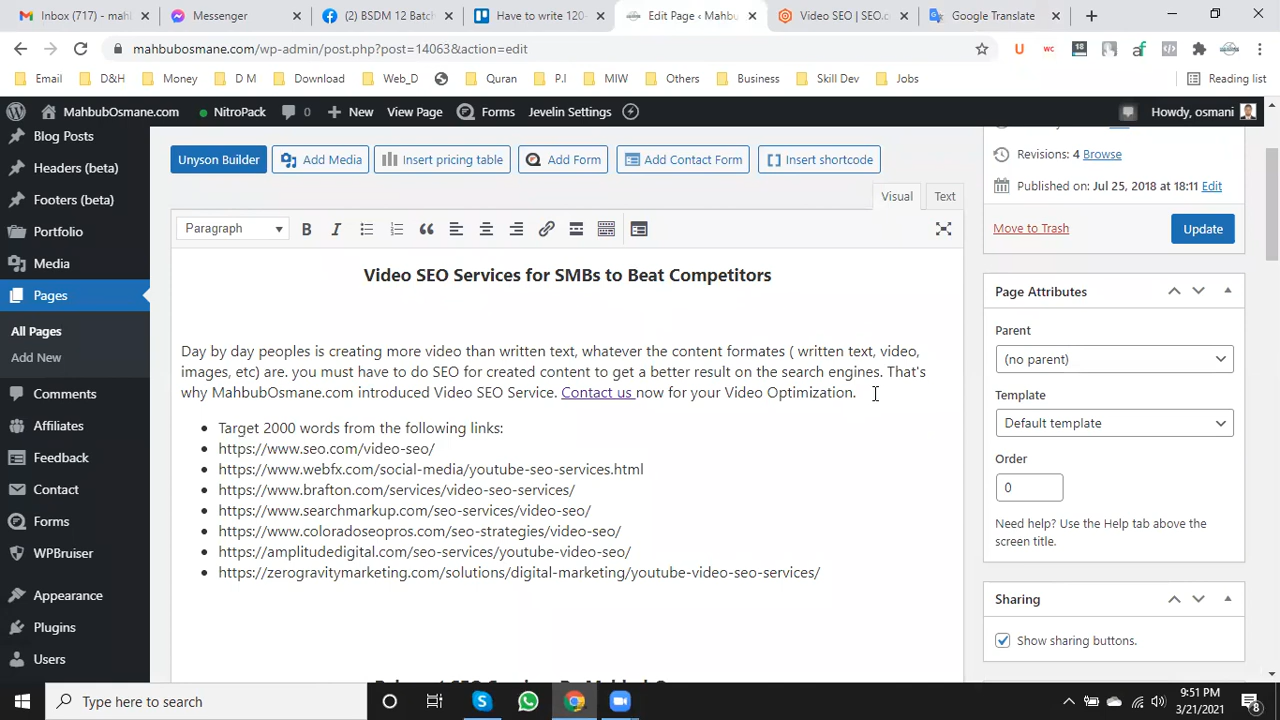 Inbox (717) - mahl
Messenger
(2) BSDM 12 Batch
Have to write 120-
Edit Page ‹ Mahbu
Video SEO | SEO.c
Google Translate
mahbubosmane.com/wp-admin/post.php?post=14063&action=edit
Email
D&H
Money
D M
Download
Web_D
Quran
P.I
MIW
Others
Business
Skill Dev
Jobs
Reading list
MahbubOsmane.com
NitroPack
0
New
View Page
Forms
Jevelin Settings
Howdy, osmani
Blog Posts
Headers (beta)
Footers (beta)
Portfolio
Media
Pages
All Pages
Add New
Comments
Affiliates
Feedback
Contact
Forms
WPBruiser
Appearance
Plugins
Users
Unyson Builder
Add Media
Insert pricing table
Add Form
Add Contact Form
Insert shortcode
Visual
Text
Paragraph
Video SEO Services for SMBs to Beat Competitors
Day by day peoples is creating more video than written text, whatever the content formates ( written text, video,
images, etc) are. you must have to do SEO for created content to get a better result on the search engines. That's
why MahbubOsmane.com introduced Video SEO Service. Contact us now for your Video Optimization.
Target 2000 words from the following links:
https://www.seo.com/video-seo/
https://www.webfx.com/social-media/youtube-seo-services.html
https://www.brafton.com/services/video-seo-services/
https://www.searchmarkup.com/seo-services/video-seo/
https://www.coloradoseopros.com/seo-strategies/video-seo/
https://amplitudedigital.com/seo-services/youtube-video-seo/
https://zerogravitymarketing.com/solutions/digital-marketing/youtube-video-seo-services/
Revisions: 4 Browse
Published on: Jul 25, 2018 at 18:11 Edit
Move to Trash
Update
Page Attributes
Parent
(no parent)
Template
Default template
Order
0
Need help? Use the Help tab above the
screen title.
Sharing
Show sharing buttons.
Type here to search
9:51 PM
3/21/2021
8